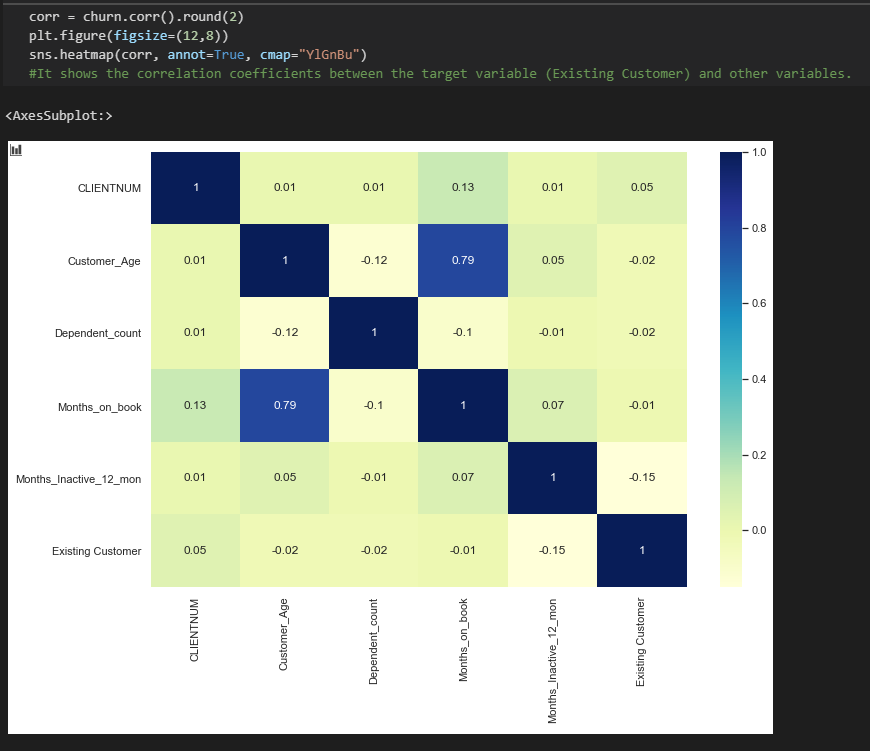 corr = churn.corr().round(2)
plt.figure(figsize=(12,8))
sns.heatmap(corr, annot=True, cmap="YlGnBu")
#It shows the correlation coefficients between the target variable (Existing Customer) and other variables.
<AxesSubplot:>
CLIENTNUM 1 0.01 0.01 0.13 0.01 0.05
Customer_Age 0.01 1 -0.12 0.79 0.05 -0.02
Dependent_count 0.01 -0.12 1 -0.1 -0.01 -0.02
Months_on_book 0.13 0.79 -0.1 1 0.07 -0.01
Months_Inactive_12_mon 0.01 0.05 -0.01 0.07 1 -0.15
Existing Customer 0.05 -0.02 -0.02 -0.01 -0.15 1
CLIENTNUM
Customer_Age
Dependent_count
Months_on_book
Months_Inactive_12_mon
Existing Customer
1.0
0.8
0.6
0.4
0.2
0.0